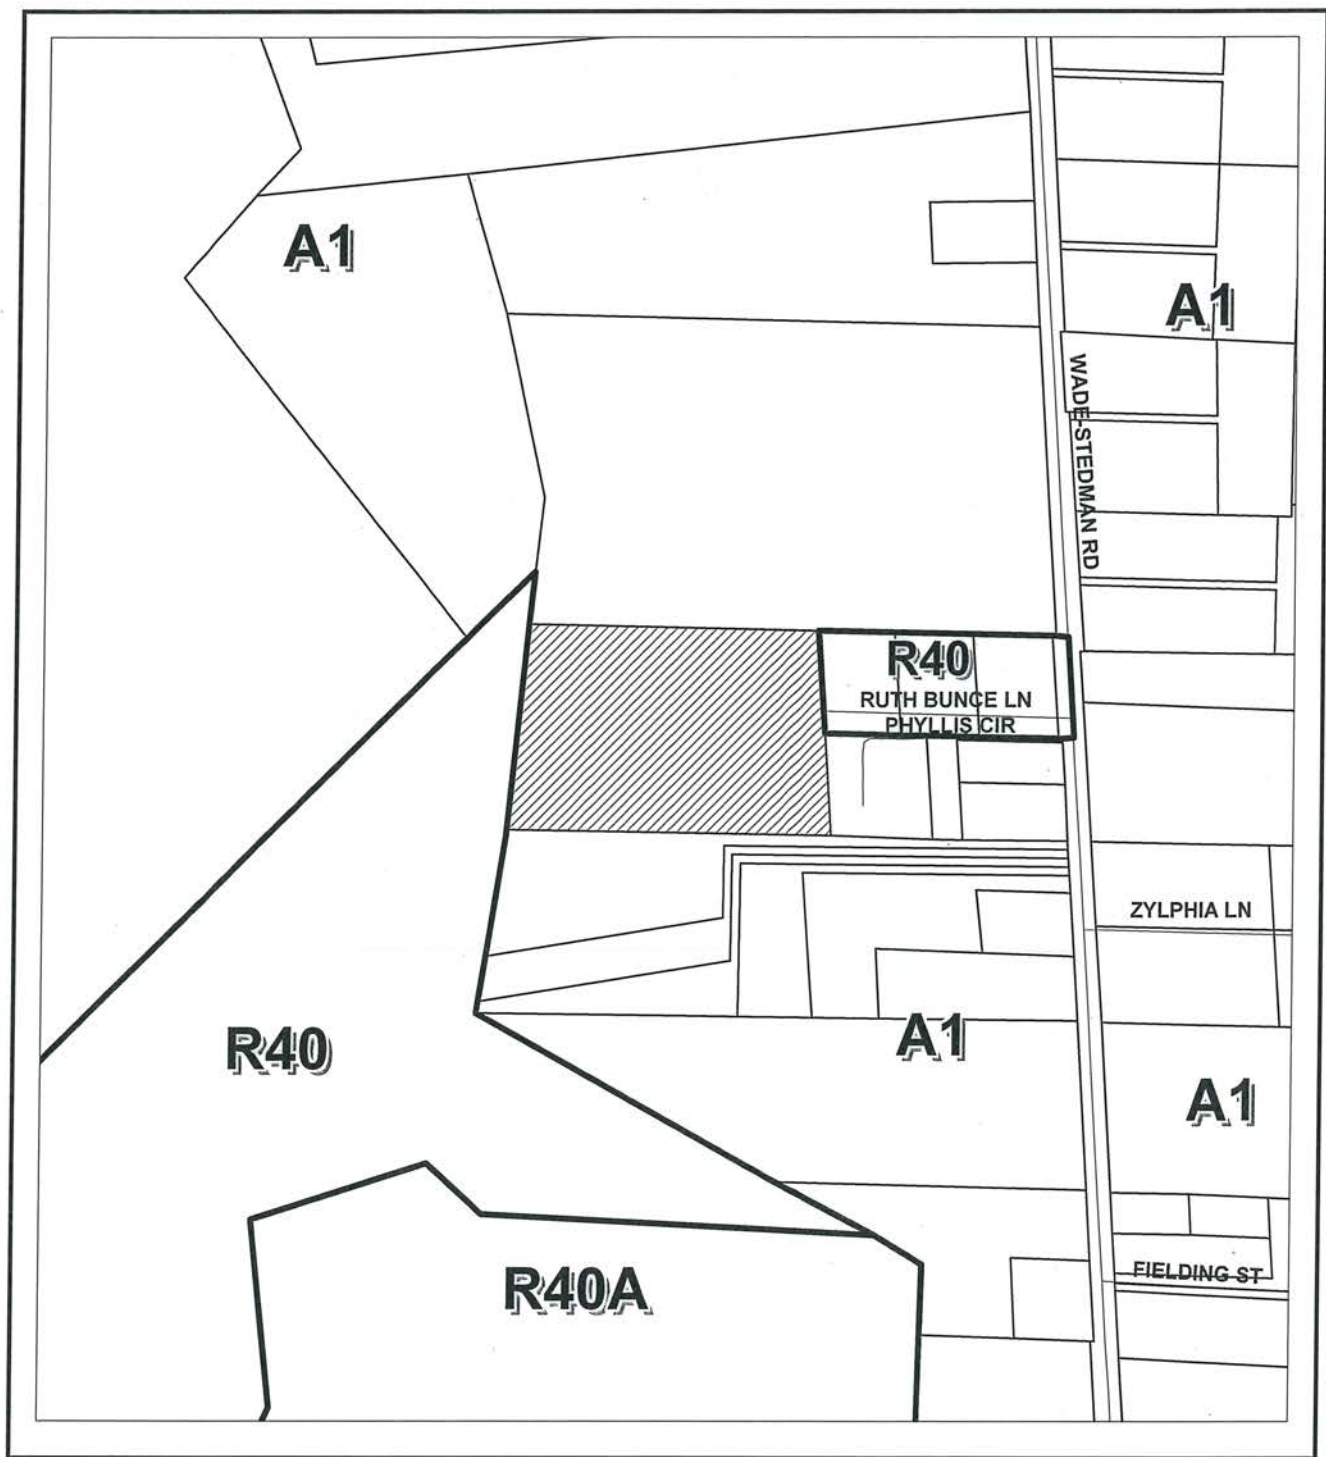 A1
A1
WADE-STEDMAN RD
R40
RUTH BUNCE LN
PHYLLIS CIR
ZYLPHIA LN
R40
A1
A1
R40A
FIELDING ST